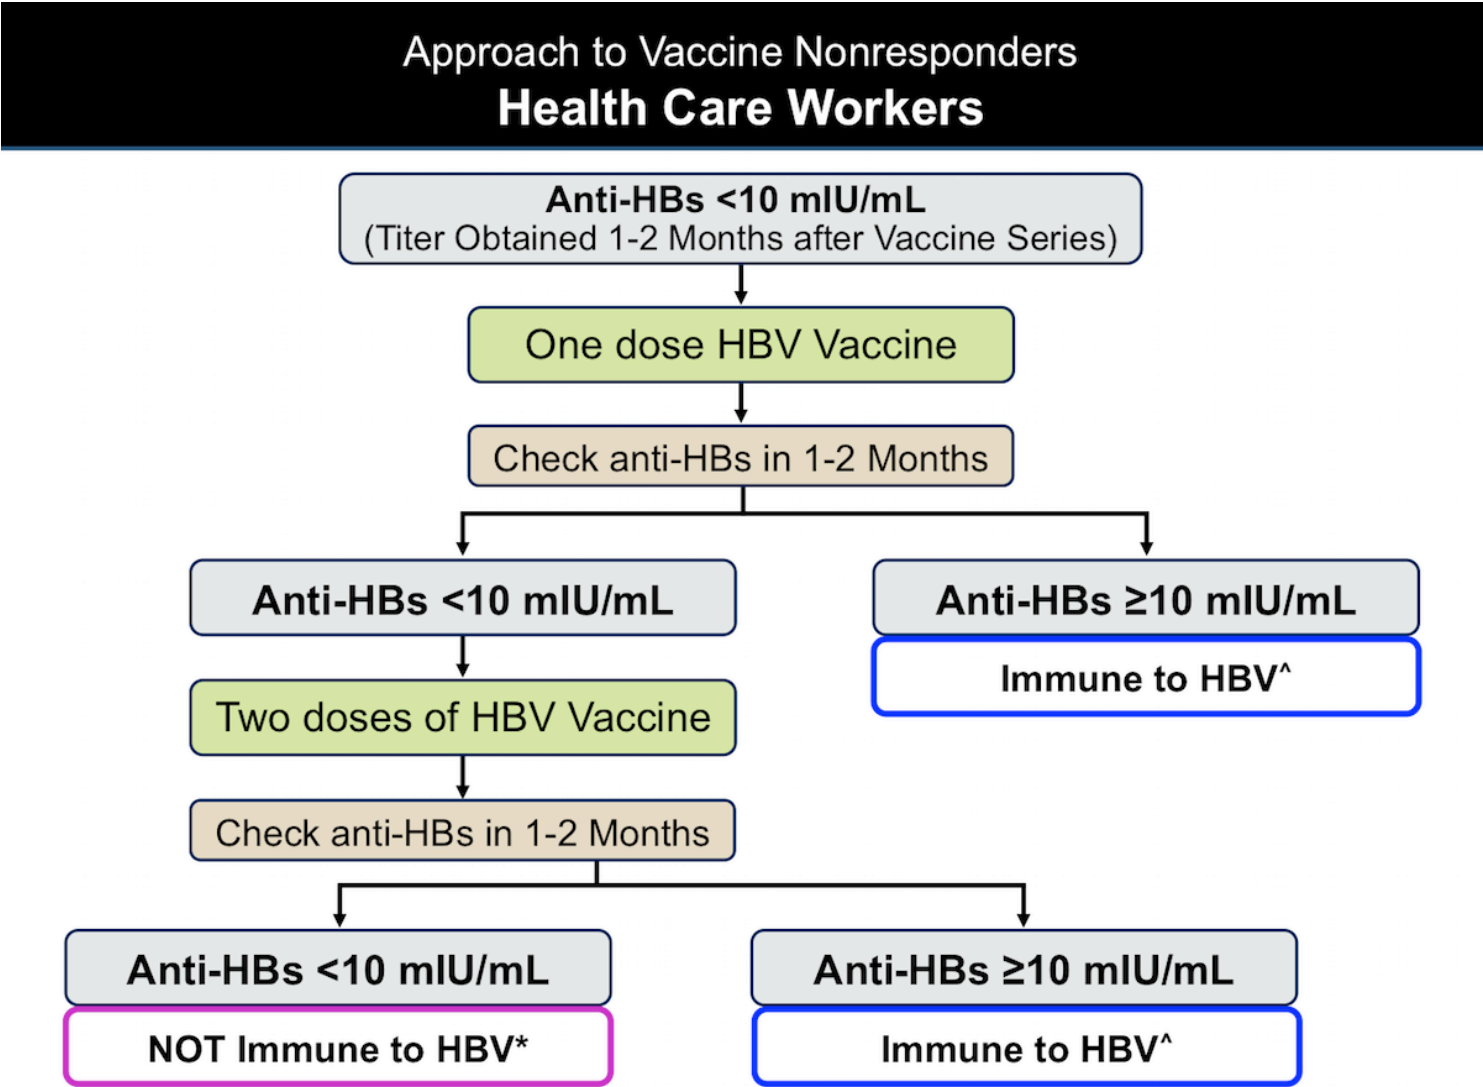 Approach to Vaccine Nonresponders
Health Care Workers
Anti-HBs <10 mIU/mL
(Titer Obtained 1-2 Months after Vaccine Series)
One dose HBV Vaccine
Check anti-HBs in 1-2 Months
Anti-HBs <10 mIU/mL
Anti-HBs ≥10 mIU/mL
Immune to HBV^
Two doses of HBV Vaccine
Check anti-HBs in 1-2 Months
Anti-HBs <10 mIU/mL
Anti-HBs ≥10 mIU/mL
NOT Immune to HBV*
Immune to HBV^